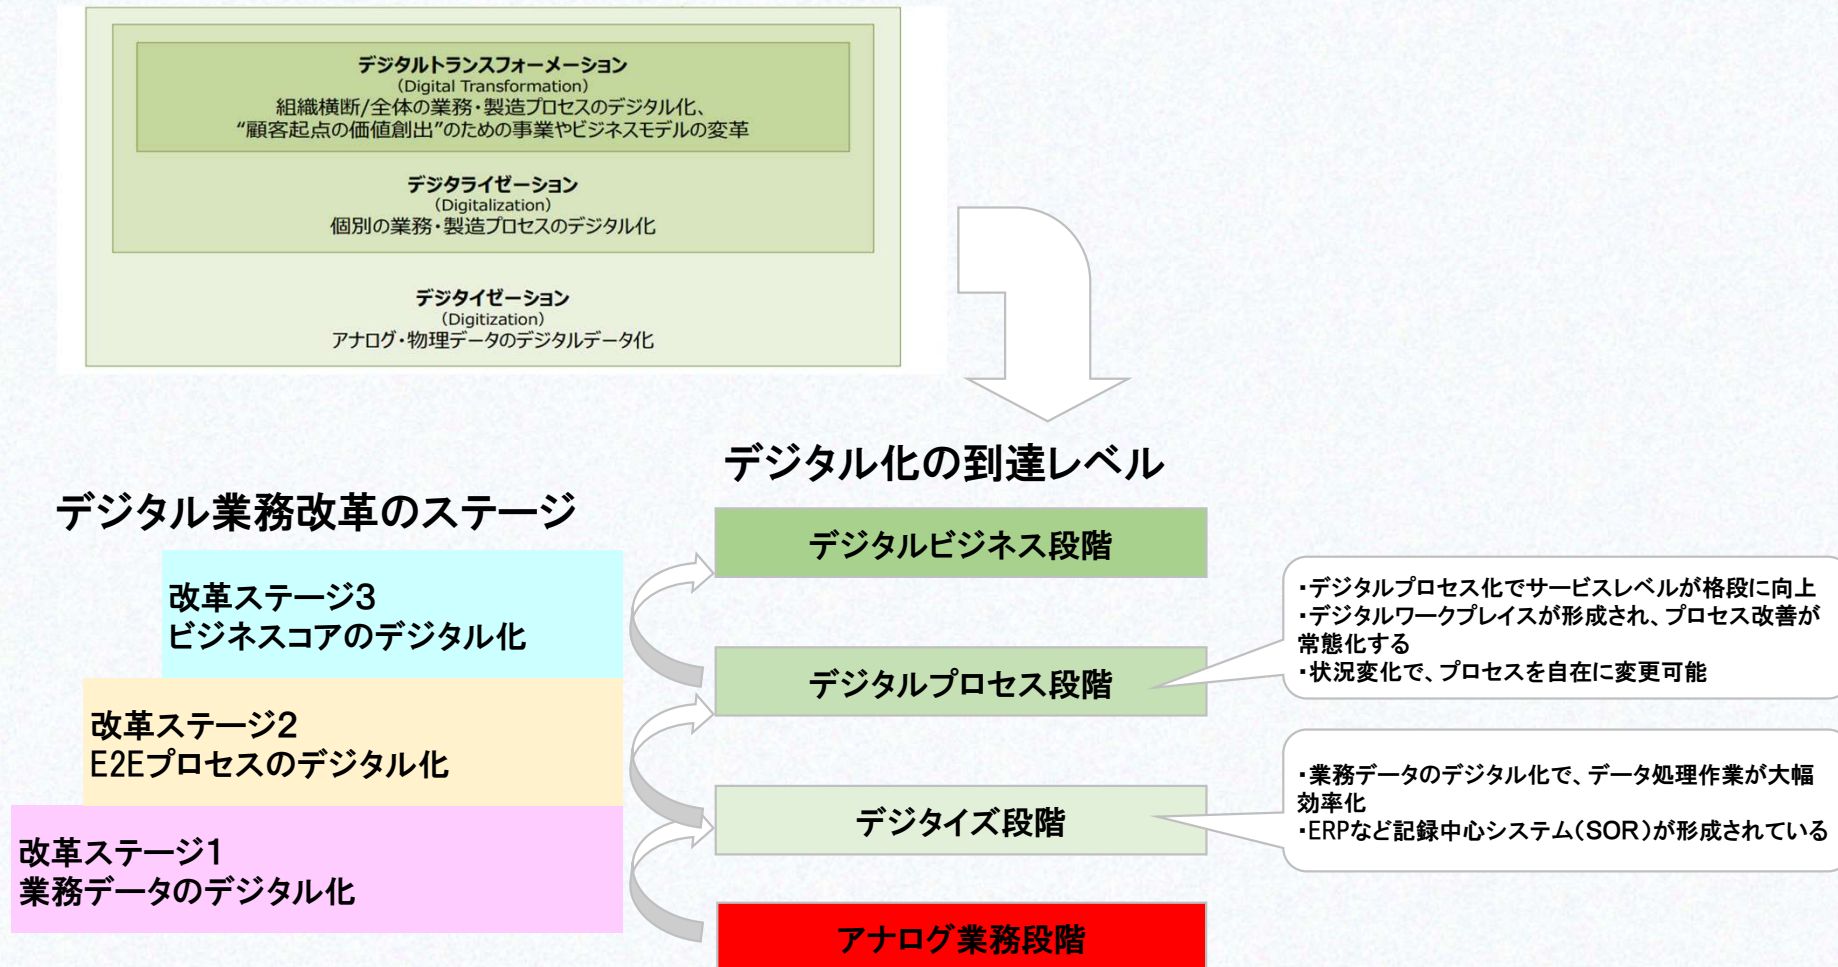 デジタルトランスフォーメーション
（Digital Transformation）
組織横断/全体の業務・製造プロセスのデジタル化、
“顧客起点の価値創出”のための事業やビジネスモデルの変革
デジタライゼーション
（Digitalization）
個別の業務・製造プロセスのデジタル化
デジタイゼーション
（Digitization）
アナログ・物理データのデジタルデータ化
デジタル化の到達レベル
デジタル業務改革のステージ
改革ステージ3
ビジネスコアのデジタル化
改革ステージ2
E2Eプロセスのデジタル化
改革ステージ1
業務データのデジタル化
デジタルビジネス段階
デジタルプロセス段階
デジタイズ段階
アナログ業務段階
・デジタルプロセス化でサービスレベルが格段に向上
・デジタルワークプレイスが形成され、プロセス改善が
常態化する
・状況変化で、プロセスを自在に変更可能
・業務データのデジタル化で、データ処理作業が大幅
効率化
・ERPなど記録中心システム（SOR）が形成されている